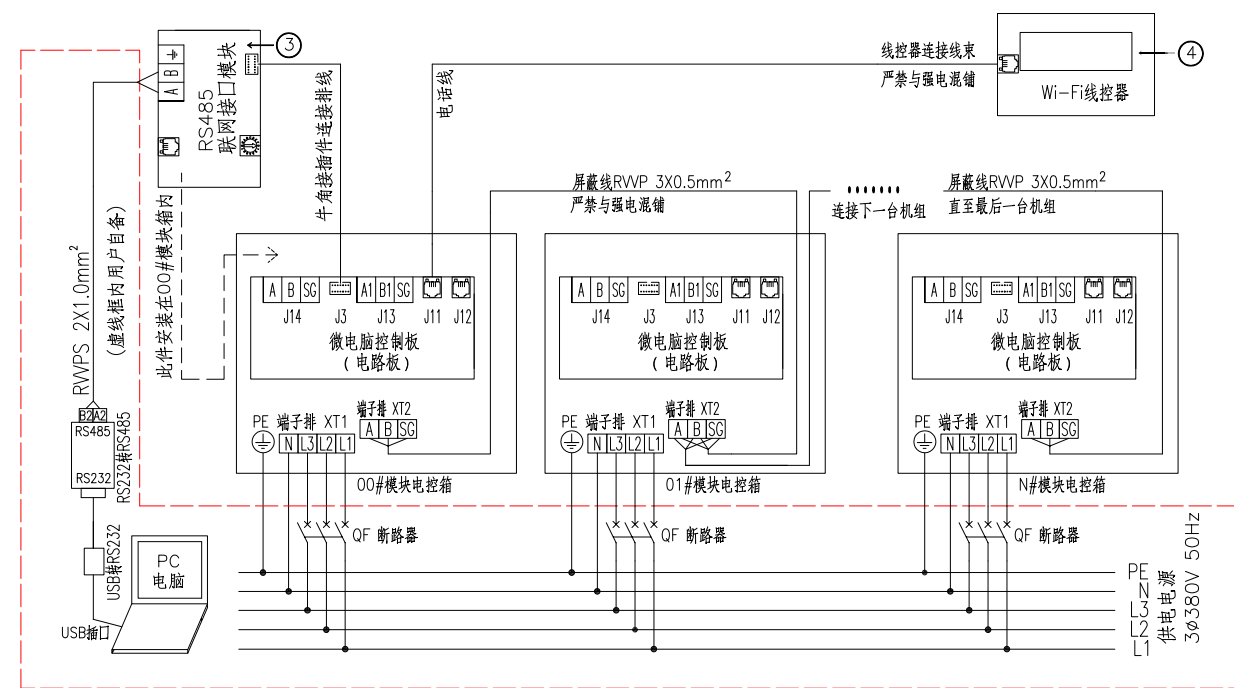 ③
④
⏚
B
A
RS485
联网接口模块
牛角接插件连接排线
电话线
线控器连接线束
严禁与强电混铺
Wi-Fi线控器
屏蔽线RVVP 3X0.5mm²
严禁与强电混铺
连接下一台机组
屏蔽线RVVP 3X0.5mm²
直至最后一台机组
RVVPS 2X1.0mm²
(虚线框内用户自备)
此件安装在00#模块箱内
A B SG A1 B1 SG
J14 J3 J13 J11 J12
微电脑控制板
(电路板)
A B SG A1 B1 SG
J14 J3 J13 J11 J12
微电脑控制板
(电路板)
A B SG A1 B1 SG
J14 J3 J13 J11 J12
微电脑控制板
(电路板)
端子排 XT2
A B SG
PE 端子排 XT1
N L3 L2 L1
00#模块电控箱
端子排 XT2
A B SG
PE 端子排 XT1
N L3 L2 L1
01#模块电控箱
端子排 XT2
A B SG
PE 端子排 XT1
N L3 L2 L1
N#模块电控箱
B2 A2
RS485
RS232
RS232转RS485
USB转RS232
USB插口
PC
电脑
QF 断路器
QF 断路器
QF 断路器
PE
N
L3
L2
L1
供电电源
3ø380V 50Hz